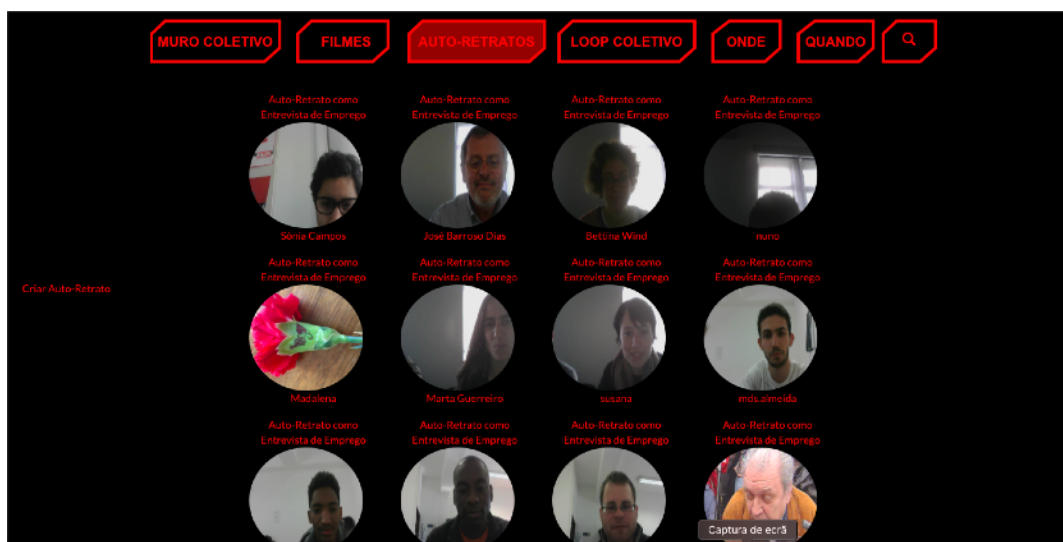 MURO COLETIVO FILMES AUTO-RETRATOS LOOP COLETIVO ONDE QUANDO
Auto-Retrato como Auto-Retrato como Auto-Retrato como Auto-Retrato como
Entrevista de Emprego Entrevista de Emprego Entrevista de Emprego Entrevista de Emprego
Sònia Campos José Barroso Dias Bettina Wind nuno
Auto-Retrato como Auto-Retrato como Auto-Retrato como Auto-Retrato como
Entrevista de Emprego Entrevista de Emprego Entrevista de Emprego Entrevista de Emprego
Criar Auto-Retrato
Madalena Marta Guerreiro susana mds.almeida
Auto-Retrato como Auto-Retrato como Auto-Retrato como Auto-Retrato como
Entrevista de Emprego Entrevista de Emprego Entrevista de Emprego Entrevista de Emprego
Captura de ecrã